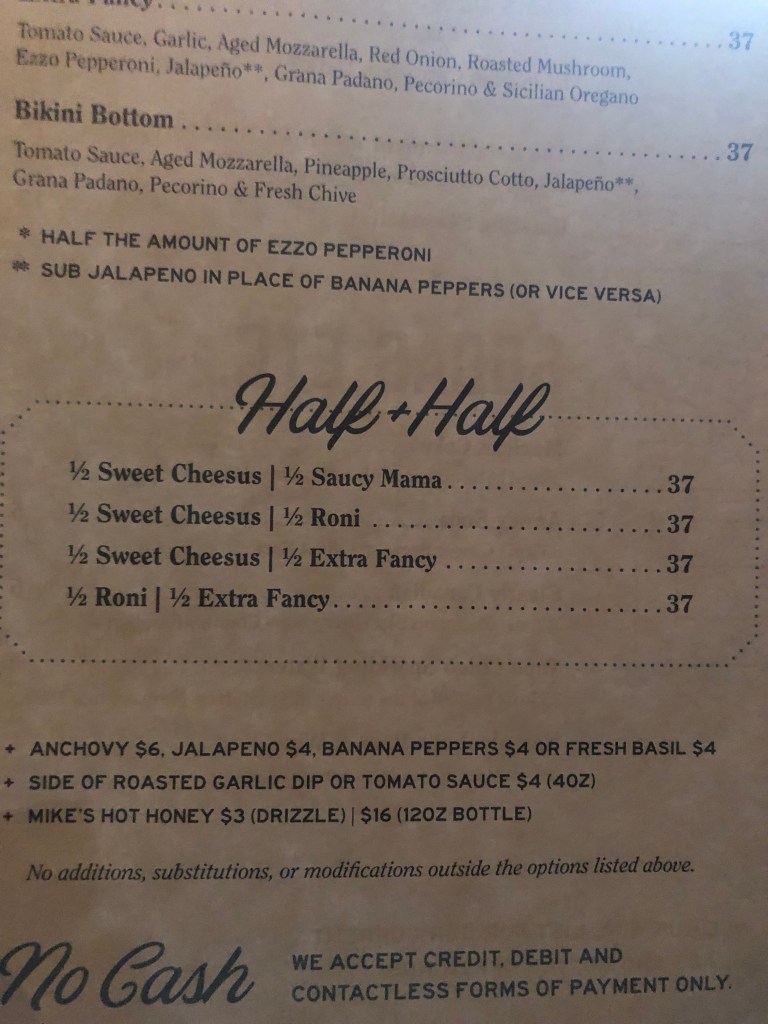 Extra Fancy........................................37
Tomato Sauce, Garlic, Aged Mozzarella, Red Onion, Roasted Mushroom,
Ezzo Pepperoni, Jalapeño**, Grana Padano, Pecorino & Sicilian Oregano
Bikini Bottom........................................37
Tomato Sauce, Aged Mozzarella, Pineapple, Prosciutto Cotto, Jalapeño**,
Grana Padano, Pecorino & Fresh Chive
* HALF THE AMOUNT OF EZZO PEPPERONI
** SUB JALAPENO IN PLACE OF BANANA PEPPERS (OR VICE VERSA)
Half + Half
½ Sweet Cheesus | ½ Saucy Mama..................37
½ Sweet Cheesus | ½ Roni........................37
½ Sweet Cheesus | ½ Extra Fancy..................37
½ Roni | ½ Extra Fancy...........................37
+ ANCHOVY $6, JALAPENO $4, BANANA PEPPERS $4 OR FRESH BASIL $4
+ SIDE OF ROASTED GARLIC DIP OR TOMATO SAUCE $4 (4OZ)
+ MIKE'S HOT HONEY $3 (DRIZZLE) | $16 (12OZ BOTTLE)
No additions, substitutions, or modifications outside the options listed above.
No Cash
WE ACCEPT CREDIT, DEBIT AND
CONTACTLESS FORMS OF PAYMENT ONLY.